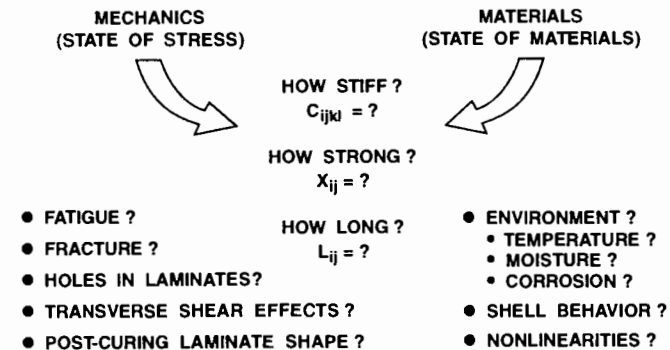 MECHANICS
(STATE OF STRESS)
MATERIALS
(STATE OF MATERIALS)
HOW STIFF ?
Cijkl = ?
HOW STRONG ?
Xij = ?
HOW LONG ?
Lij = ?
● FATIGUE ?
● FRACTURE ?
● HOLES IN LAMINATES?
● TRANSVERSE SHEAR EFFECTS ?
● POST-CURING LAMINATE SHAPE ?
● ENVIRONMENT ?
• TEMPERATURE ?
• MOISTURE ?
• CORROSION ?
● SHELL BEHAVIOR ?
● NONLINEARITIES ?